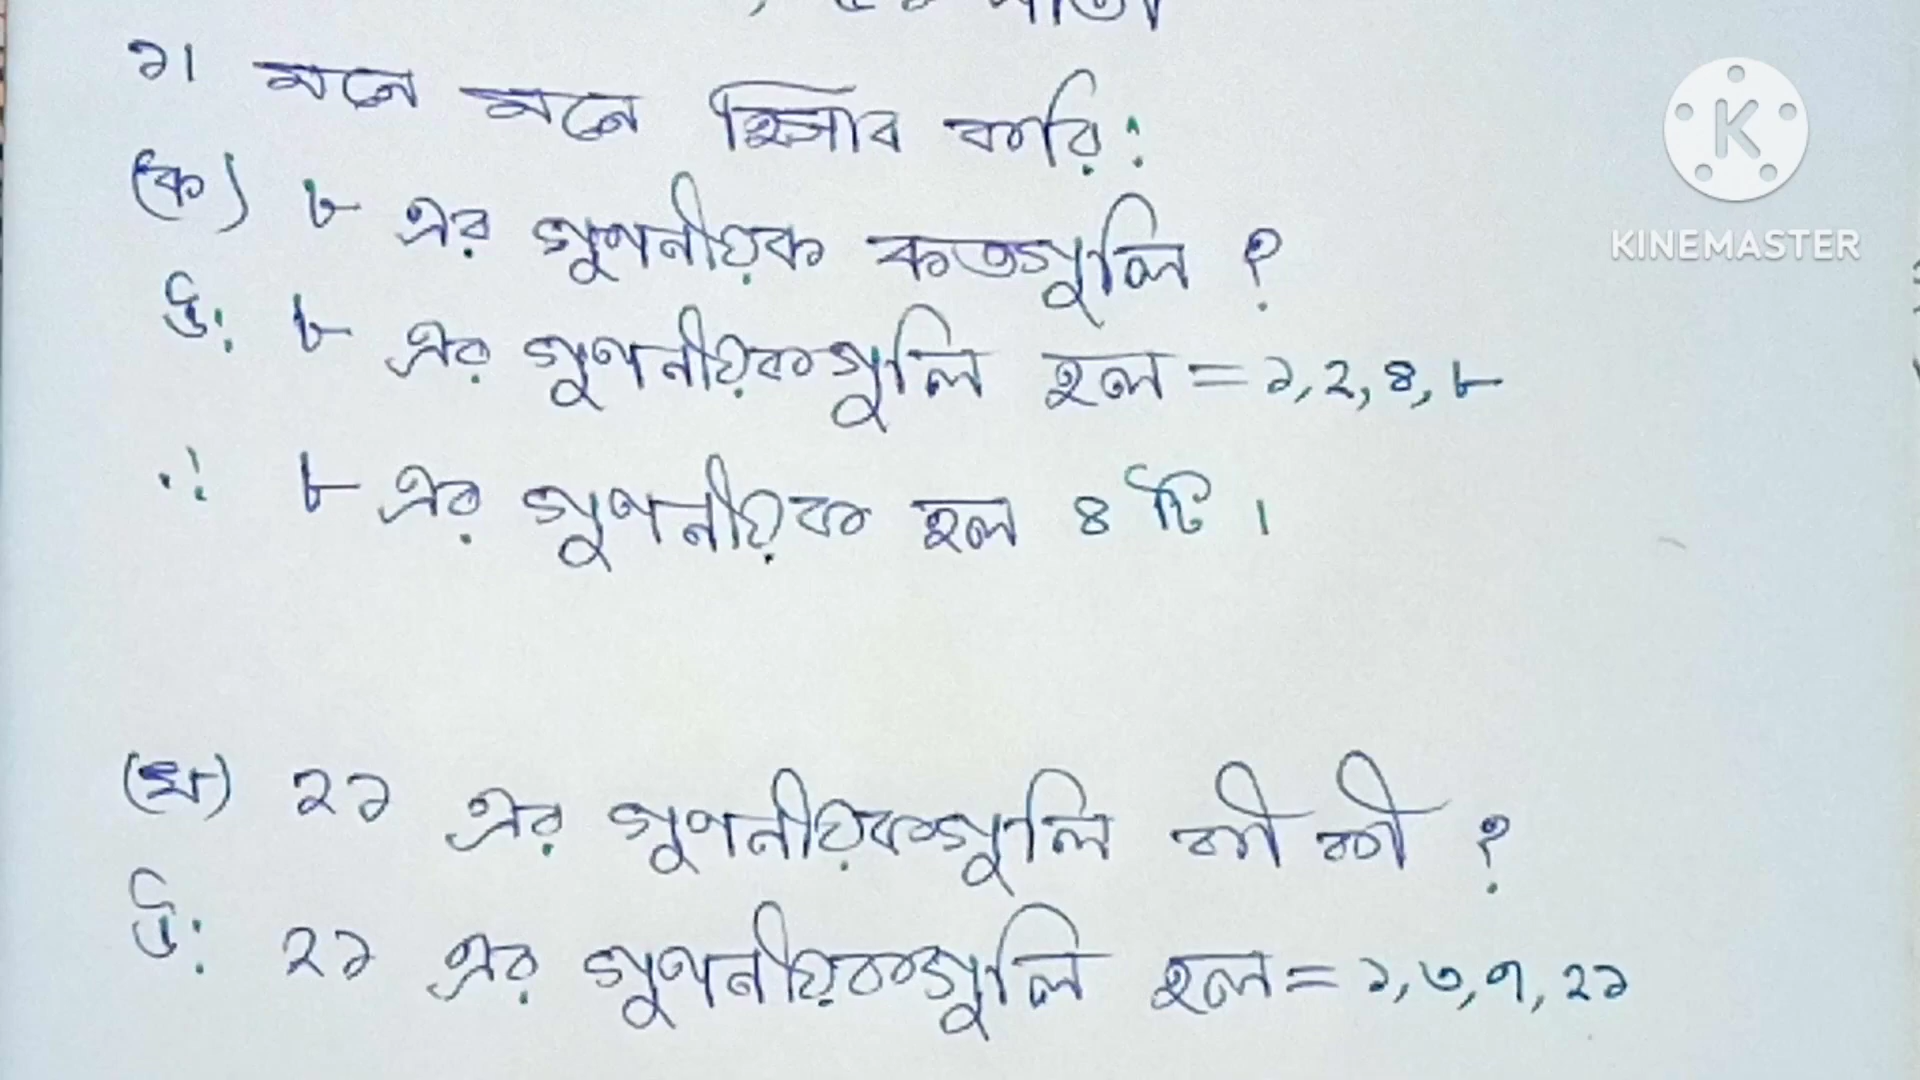 ১। মনে মনে হিসাব করি:
(ক) ৮ এর গুণনীয়ক কতগুলি ?
উ: ৮ এর গুণনীয়কগুলি হল = ১, ২, ৪, ৮
∴ ৮ এর গুণনীয়ক হল ৪ টি।
(খ) ২১ এর গুণনীয়কগুলি কী কী ?
উ: ২১ এর গুণনীয়কগুলি হল = ১, ৩, ৭, ২১
KINEMASTER